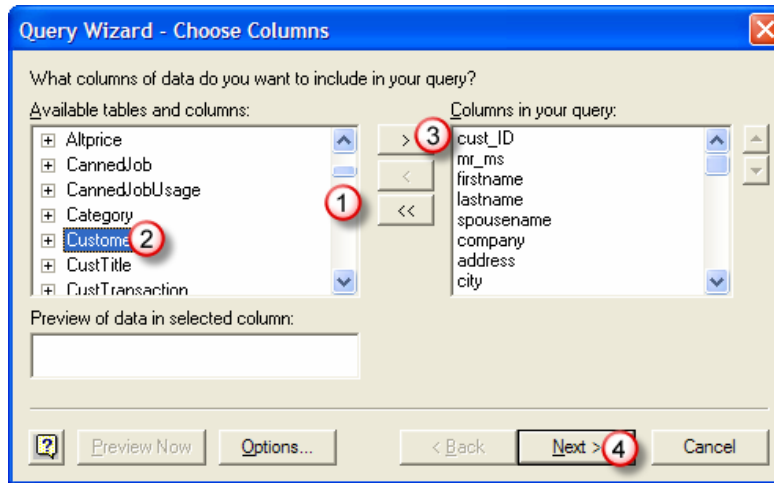 Query Wizard - Choose Columns
What columns of data do you want to include in your query?
Available tables and columns:
Altprice
CannedJob
CannedJobUsage
Category
Custome
CustTitle
CustTransaction
1
2
>
<
<<
3
Columns in your query:
cust_ID
mr_ms
firstname
lastname
spousename
company
address
city
Preview of data in selected column:
Preview Now
Options...
< Back
Next >
4
Cancel